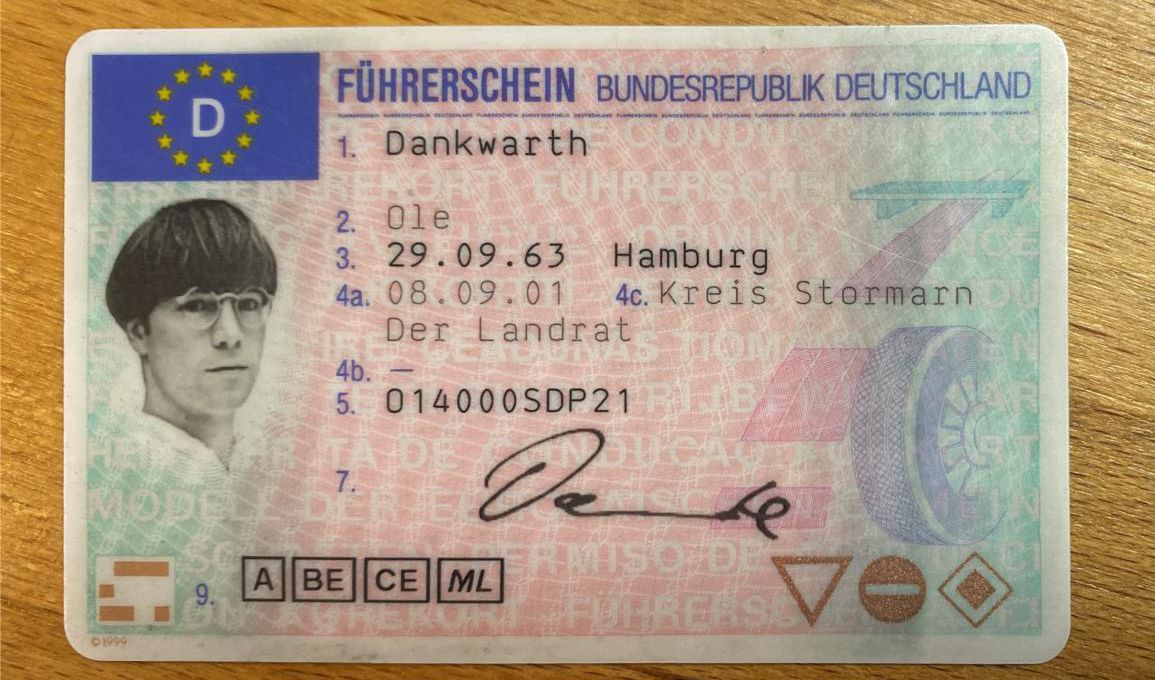 D
FÜHRERSCHEIN BUNDESREPUBLIK DEUTSCHLAND
1. Dankwarth
2. Ole
3. 29.09.63 Hamburg
4a. 08.09.01 4c. Kreis Stormarn
Der Landrat
4b. —
5. 014000SDP21
7.
9. A BE CE ML
©1999